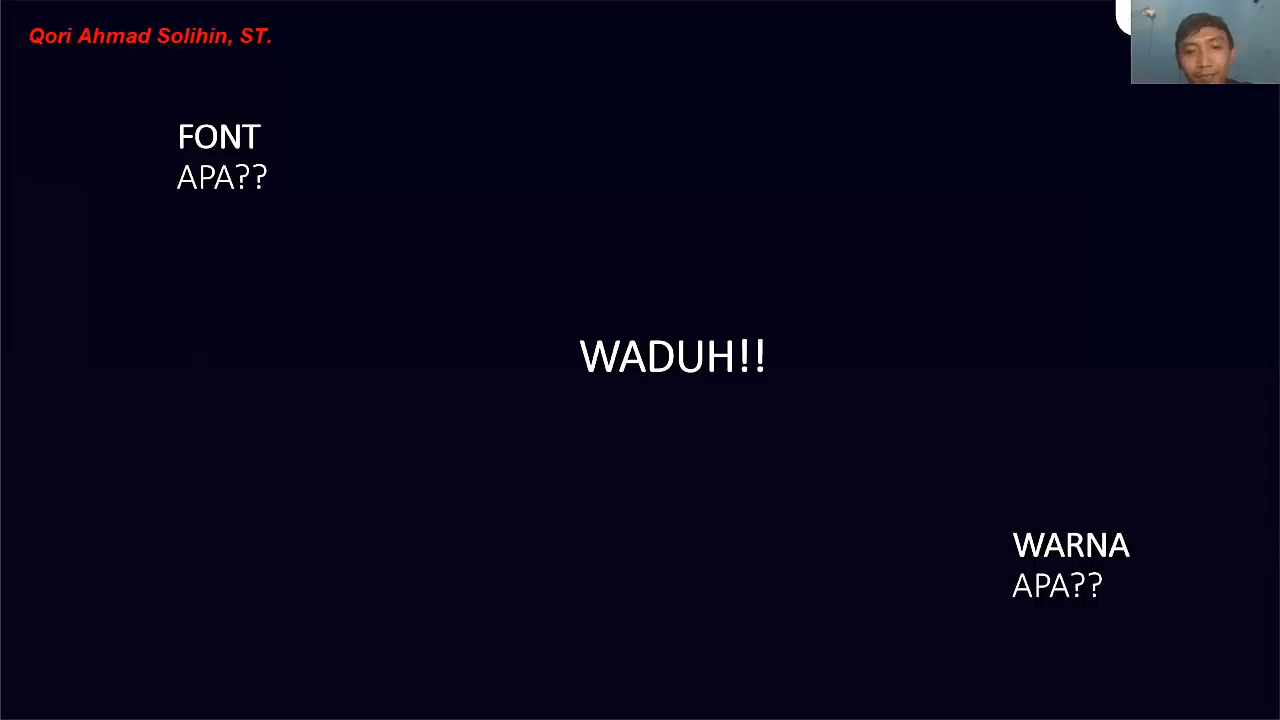 Qori Ahmad Solihin, ST.
FONT
APA??
WADUH!!
WARNA
APA??